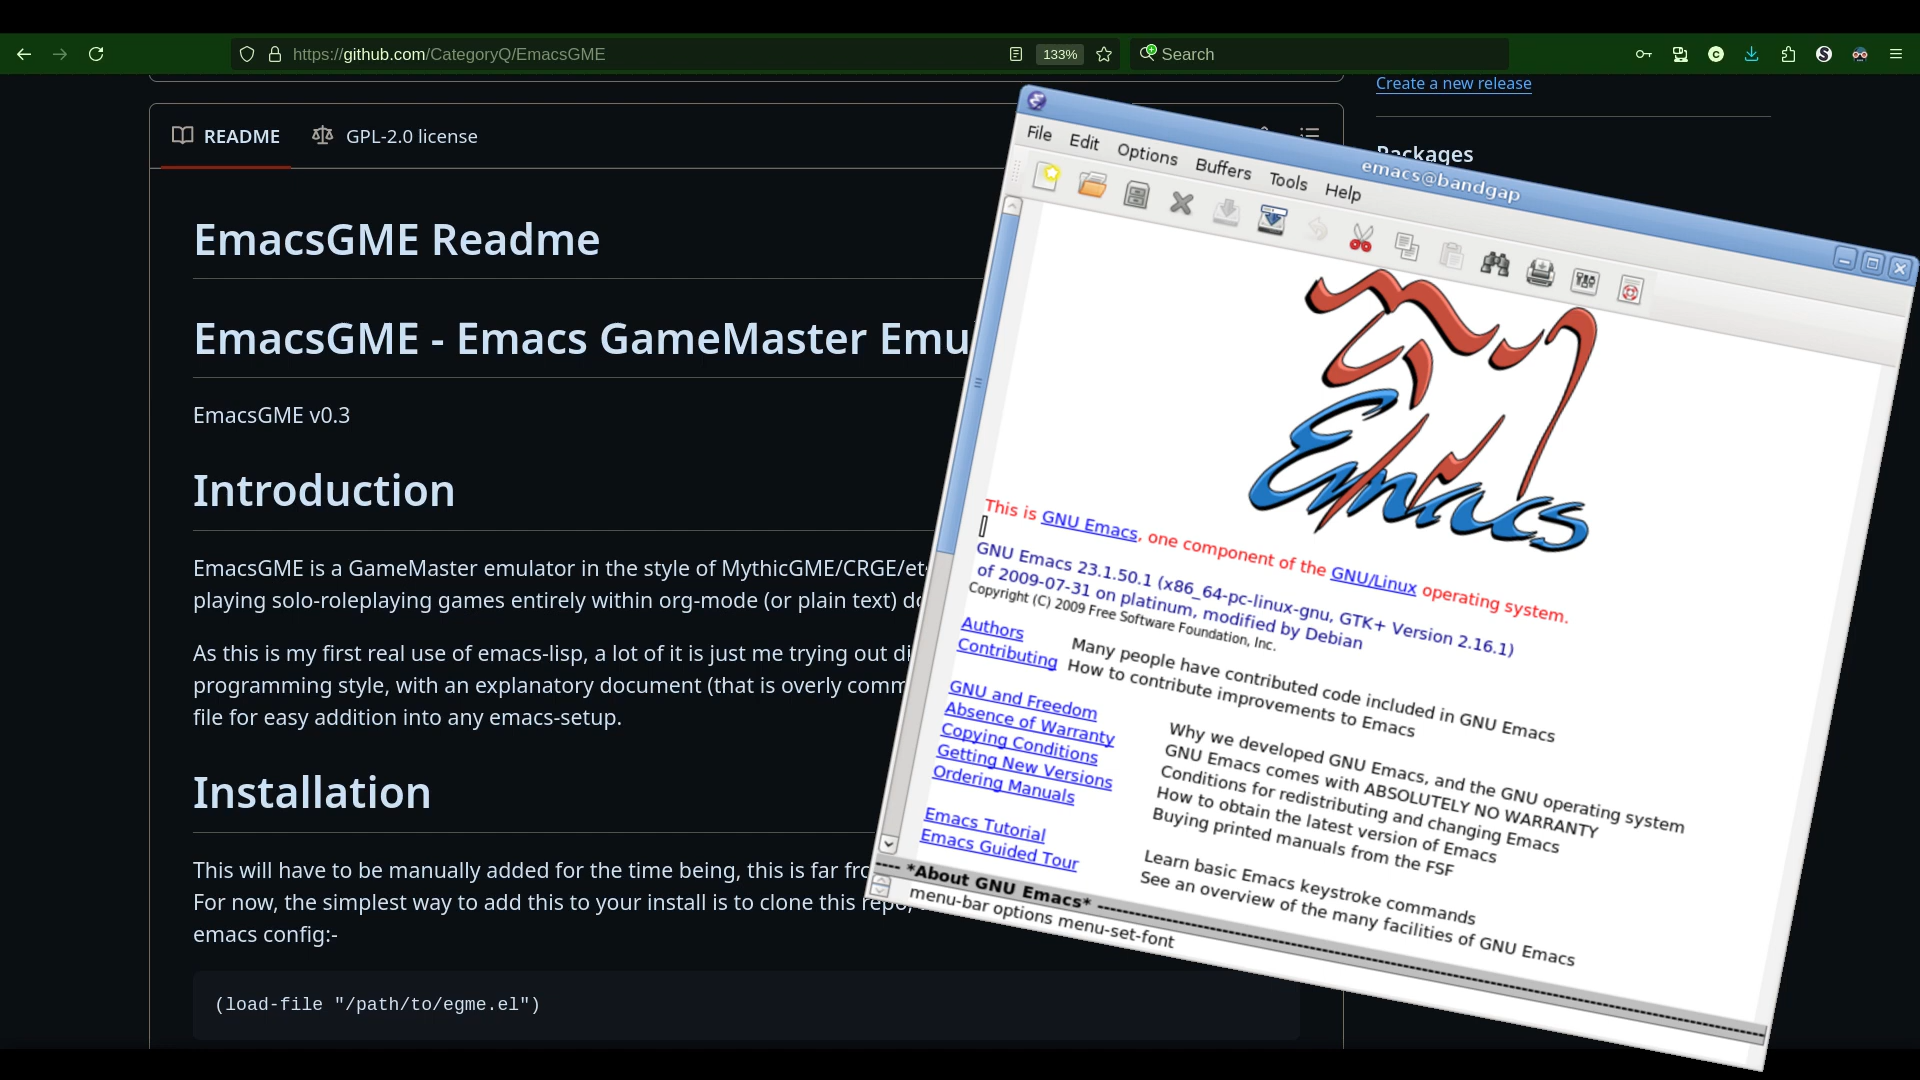 https://github.com/CategoryQ/EmacsGME
133%
Search
Create a new release
README
GPL-2.0 license
Packages
EmacsGME Readme
EmacsGME - Emacs GameMaster Emu
EmacsGME v0.3
Introduction
EmacsGME is a GameMaster emulator in the style of MythicGME/CRGE/et
playing solo-roleplaying games entirely within org-mode (or plain text) do
As this is my first real use of emacs-lisp, a lot of it is just me trying out di
programming style, with an explanatory document (that is overly comm
file for easy addition into any emacs-setup.
Installation
This will have to be manually added for the time being, this is far fro
For now, the simplest way to add this to your install is to clone this repo,
emacs config:-
(load-file "/path/to/egme.el")
emacs@bandgap
File Edit Options Buffers Tools Help
Emacs
This is GNU Emacs, one component of the GNU/Linux operating system.
GNU Emacs 23.1.50.1 (x86_64-pc-linux-gnu, GTK+ Version 2.16.1)
of 2009-07-31 on platinum, modified by Debian
Copyright (C) 2009 Free Software Foundation, Inc.
Authors Many people have contributed code included in GNU Emacs
Contributing How to contribute improvements to Emacs
GNU and Freedom Why we developed GNU Emacs, and the GNU operating system
Absence of Warranty GNU Emacs comes with ABSOLUTELY NO WARRANTY
Copying Conditions Conditions for redistributing and changing Emacs
Getting New Versions How to obtain the latest version of Emacs
Ordering Manuals Buying printed manuals from the FSF
Emacs Tutorial Learn basic Emacs keystroke commands
Emacs Guided Tour See an overview of the many facilities of GNU Emacs
---- *About GNU Emacs* ----
menu-bar options menu-set-font